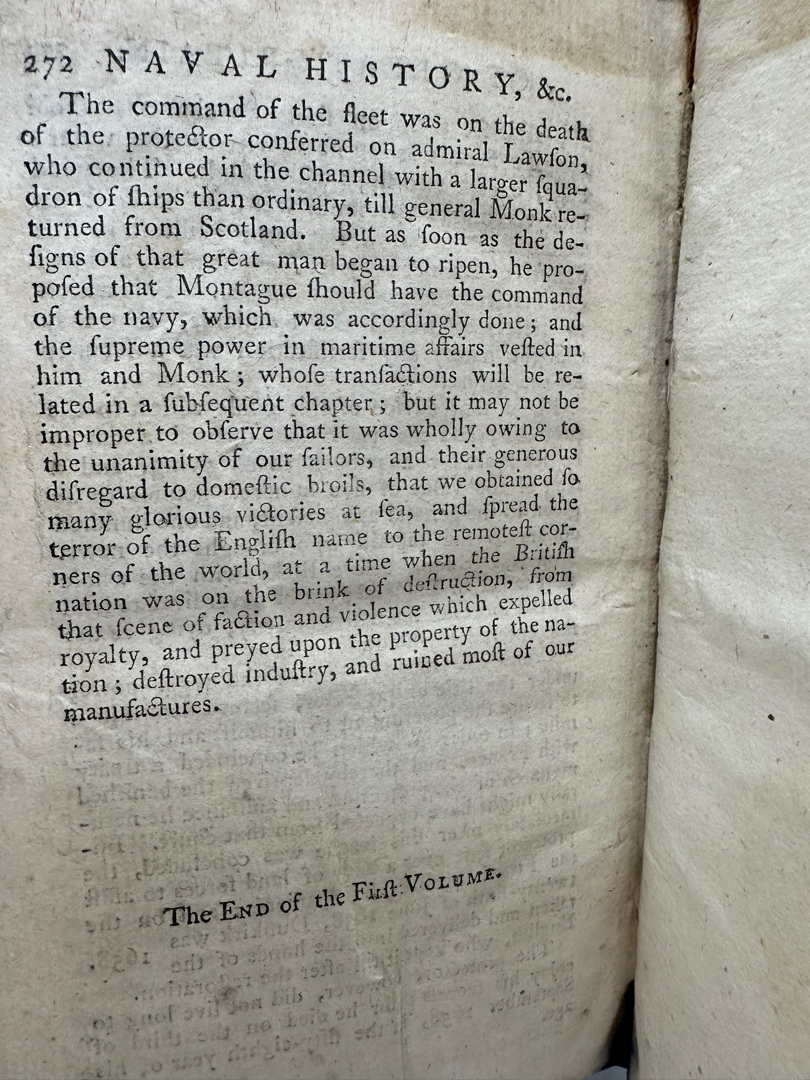 272 NAVAL HISTORY, &c.
The command of the fleet was on the death
of the protector conferred on admiral Lawſon,
who continued in the channel with a larger ſqua-
dron of ſhips than ordinary, till general Monk re-
turned from Scotland. But as ſoon as the de-
ſigns of that great man began to ripen, he pro-
poſed that Montague ſhould have the command
of the navy, which was accordingly done; and
the ſupreme power in maritime affairs veſted in
him and Monk; whoſe tranſactions will be re-
lated in a ſubſequent chapter; but it may not be
improper to obſerve that it was wholly owing to
the unanimity of our ſailors, and their generous
diſregard to domeſtic broils, that we obtained ſo
many glorious victories at ſea, and ſpread the
terror of the Engliſh name to the remoteſt cor-
ners of the world, at a time when the Britiſh
nation was on the brink of deſtruction, from
that ſcene of faction and violence which expelled
royalty, and preyed upon the property of the na-
tion; deſtroyed induſtry, and ruined moſt of our
manufactures.
The END of the Firſt VOLUME.